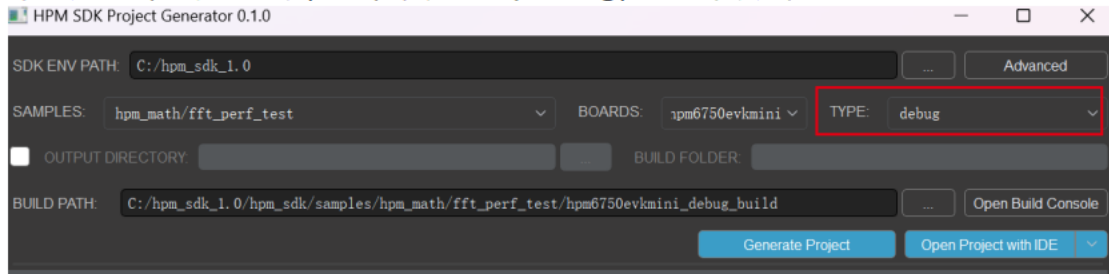 HPM SDK Project Generator 0.1.0
SDK ENV PATH: C:/hpm_sdk_1.0 ... Advanced
SAMPLES: hpm_math/fft_perf_test BOARDS: hpm6750evkmini TYPE: debug
OUTPUT DIRECTORY: ... BUILD FOLDER:
BUILD PATH: C:/hpm_sdk_1.0/hpm_sdk/samples/hpm_math/fft_perf_test/hpm6750evkmini_debug_build ... Open Build Console
Generate Project Open Project with IDE